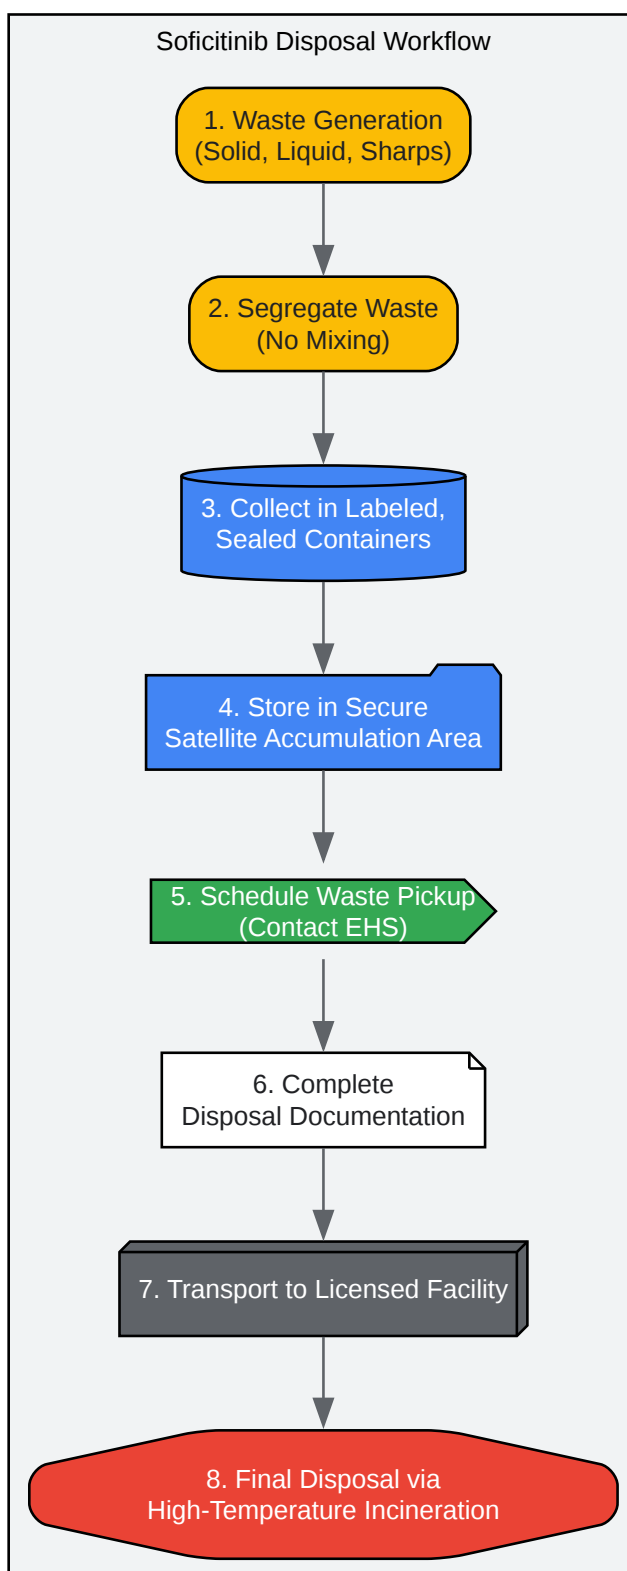 Soficitinib Disposal Workflow
1. Waste Generation
(Solid, Liquid, Sharps)
2. Segregate Waste
(No Mixing)
3. Collect in Labeled,
Sealed Containers
4. Store in Secure
Satellite Accumulation Area
5. Schedule Waste Pickup
(Contact EHS)
6. Complete
Disposal Documentation
7. Transport to Licensed Facility
8. Final Disposal via
High-Temperature Incineration